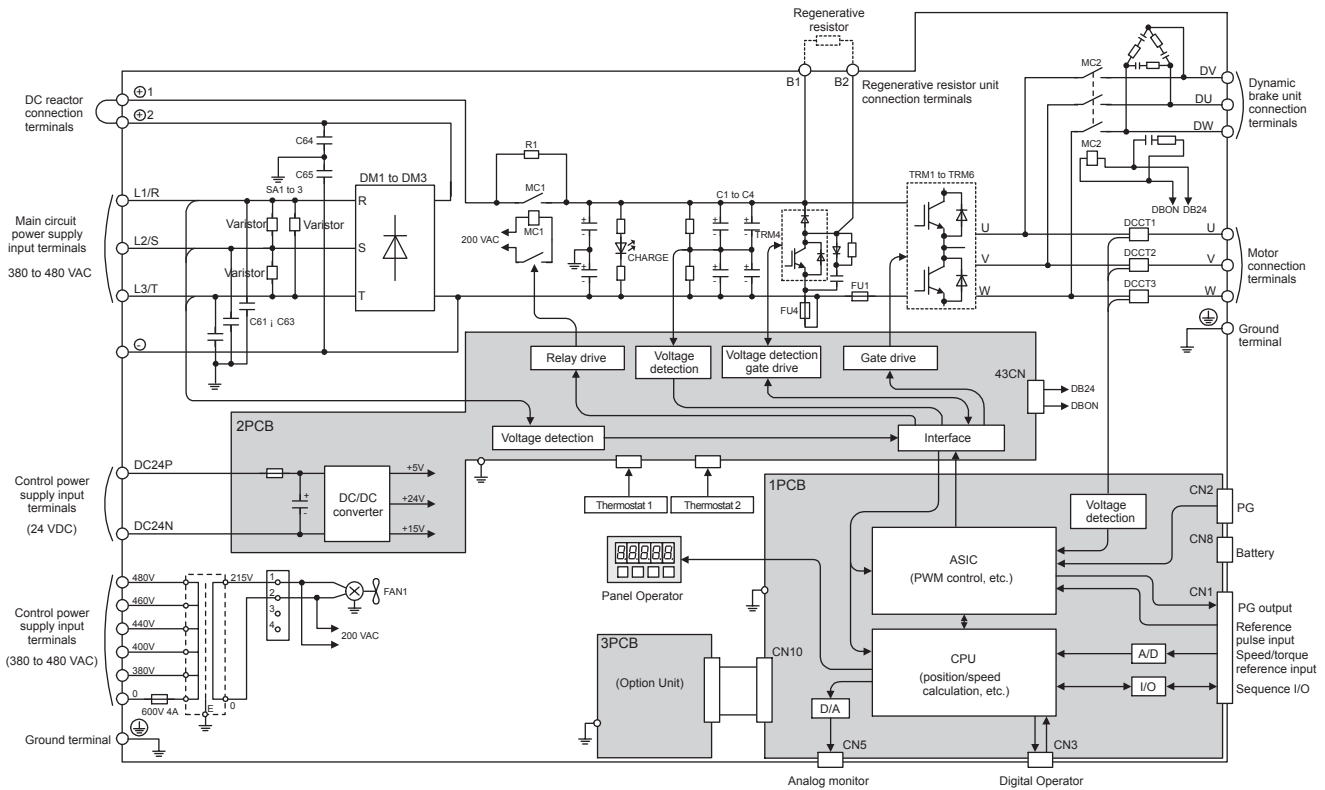 Regenerative
resistor
B1
B2
Regenerative resistor unit
connection terminals
MC2
DV
DU
DW
Dynamic
brake unit
connection
terminals
MC2
DBON DB24
DC reactor
connection
terminals
⊕1
⊕2
C64
C65
R1
MC1
MC1
200 VAC
CHARGE
C1 to C4
TRM4
FU4
FU1
TRM1 to TRM6
Main circuit
power supply
input terminals
380 to 480 VAC
L1/R
L2/S
L3/T
SA1 to 3
Varistor
Varistor
Varistor
C61 ¡ C63
DM1 to DM3
R
S
T
⊖
U
V
W
DCCT1
DCCT2
DCCT3
U
V
W
Motor
connection
terminals
Ground
terminal
Relay drive
Voltage
detection
Voltage detection
gate drive
Gate drive
43CN
DB24
DBON
2PCB
Voltage detection
Interface
Control power
supply input
terminals
(24 VDC)
DC24P
DC24N
DC/DC
converter
+5V
+24V
+15V
Thermostat 1
Thermostat 2
1PCB
Voltage
detection
CN2
PG
CN8
Battery
ASIC
(PWM control, etc.)
CN1
PG output
Reference
pulse input
Speed/torque
reference input
Sequence I/O
A/D
I/O
CPU
(position/speed
calculation, etc.)
D/A
Panel Operator
Control power
supply input
terminals
(380 to 480 VAC)
480V
460V
440V
400V
380V
0
600V 4A
E
215V
0
1
2
3
4
FAN1
200 VAC
Ground terminal
3PCB
(Option Unit)
CN10
CN5
CN3
Analog monitor
Digital Operator